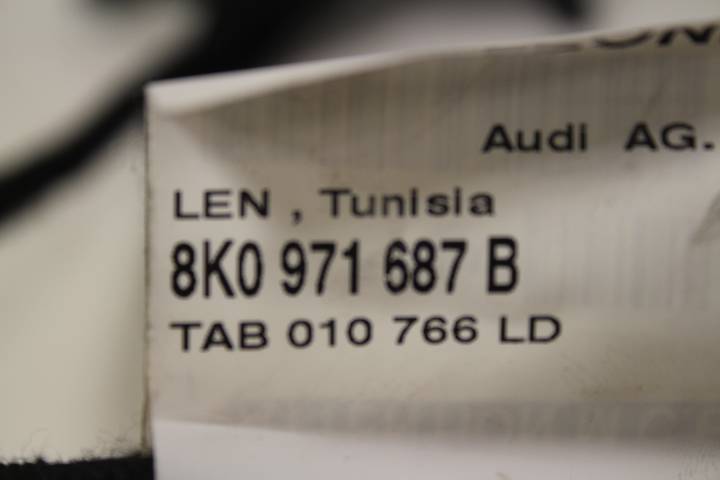 Audi AG.
LEN , Tunisia
8K0 971 687 B
TAB 010 766 LD